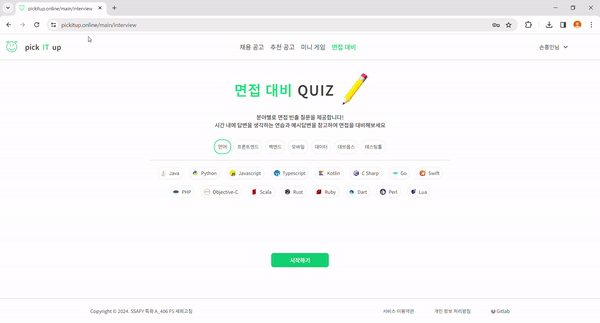 pickitup.online/main/interview
pickitup.online/main/interview
pick IT up
채용 공고 추천 공고 미니 게임 면접 대비
손흥민님
면접 대비 QUIZ
분야별로 면접 빈출 질문을 제공합니다!
시간 내에 답변을 생각하는 연습과 예시답변을 참고하여 면접을 대비해보세요
언어 프론트엔드 백엔드 모바일 데이터 데브옵스 테스팅툴
Java Python Javascript Typescript Kotlin C Sharp Go Swift
PHP Objective-C Scala Rust Ruby Dart Perl Lua
시작하기
Copyright © 2024. SSAFY 특화 A_406 F5 새로고침
서비스 이용약관 개인 정보 처리방침 Gitlab